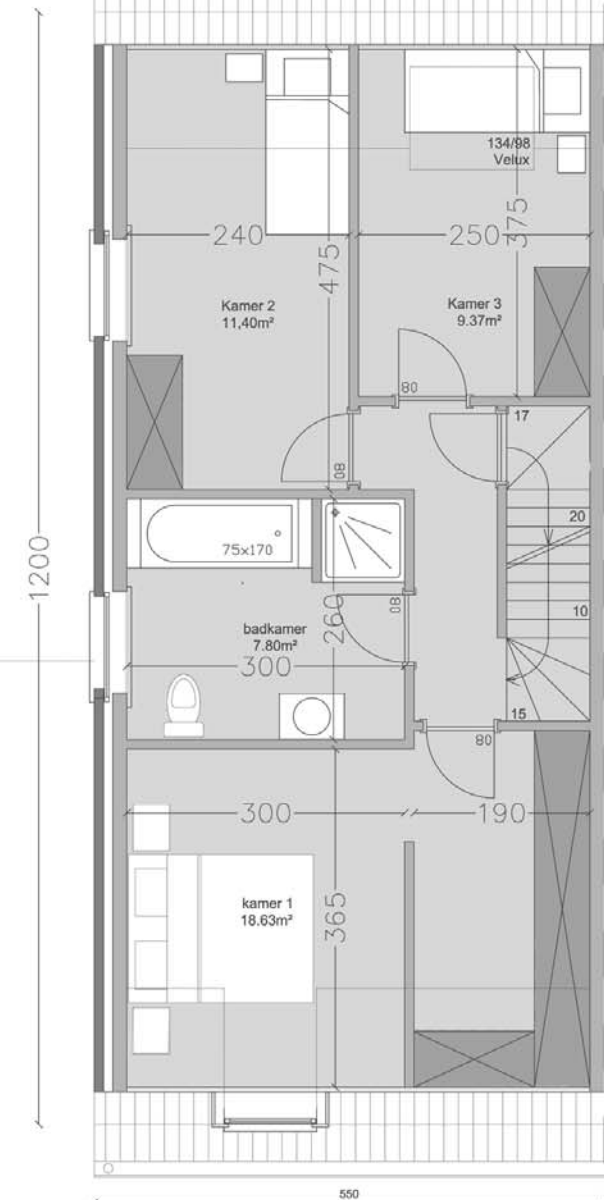 134/98
Velux
240
250
375
475
Kamer 2
11,40m²
Kamer 3
9.37m²
80
17
80
20
1200
75x170
80
10
260
badkamer
7.80m²
300
15
80
300
190
kamer 1
18.63m²
365
550